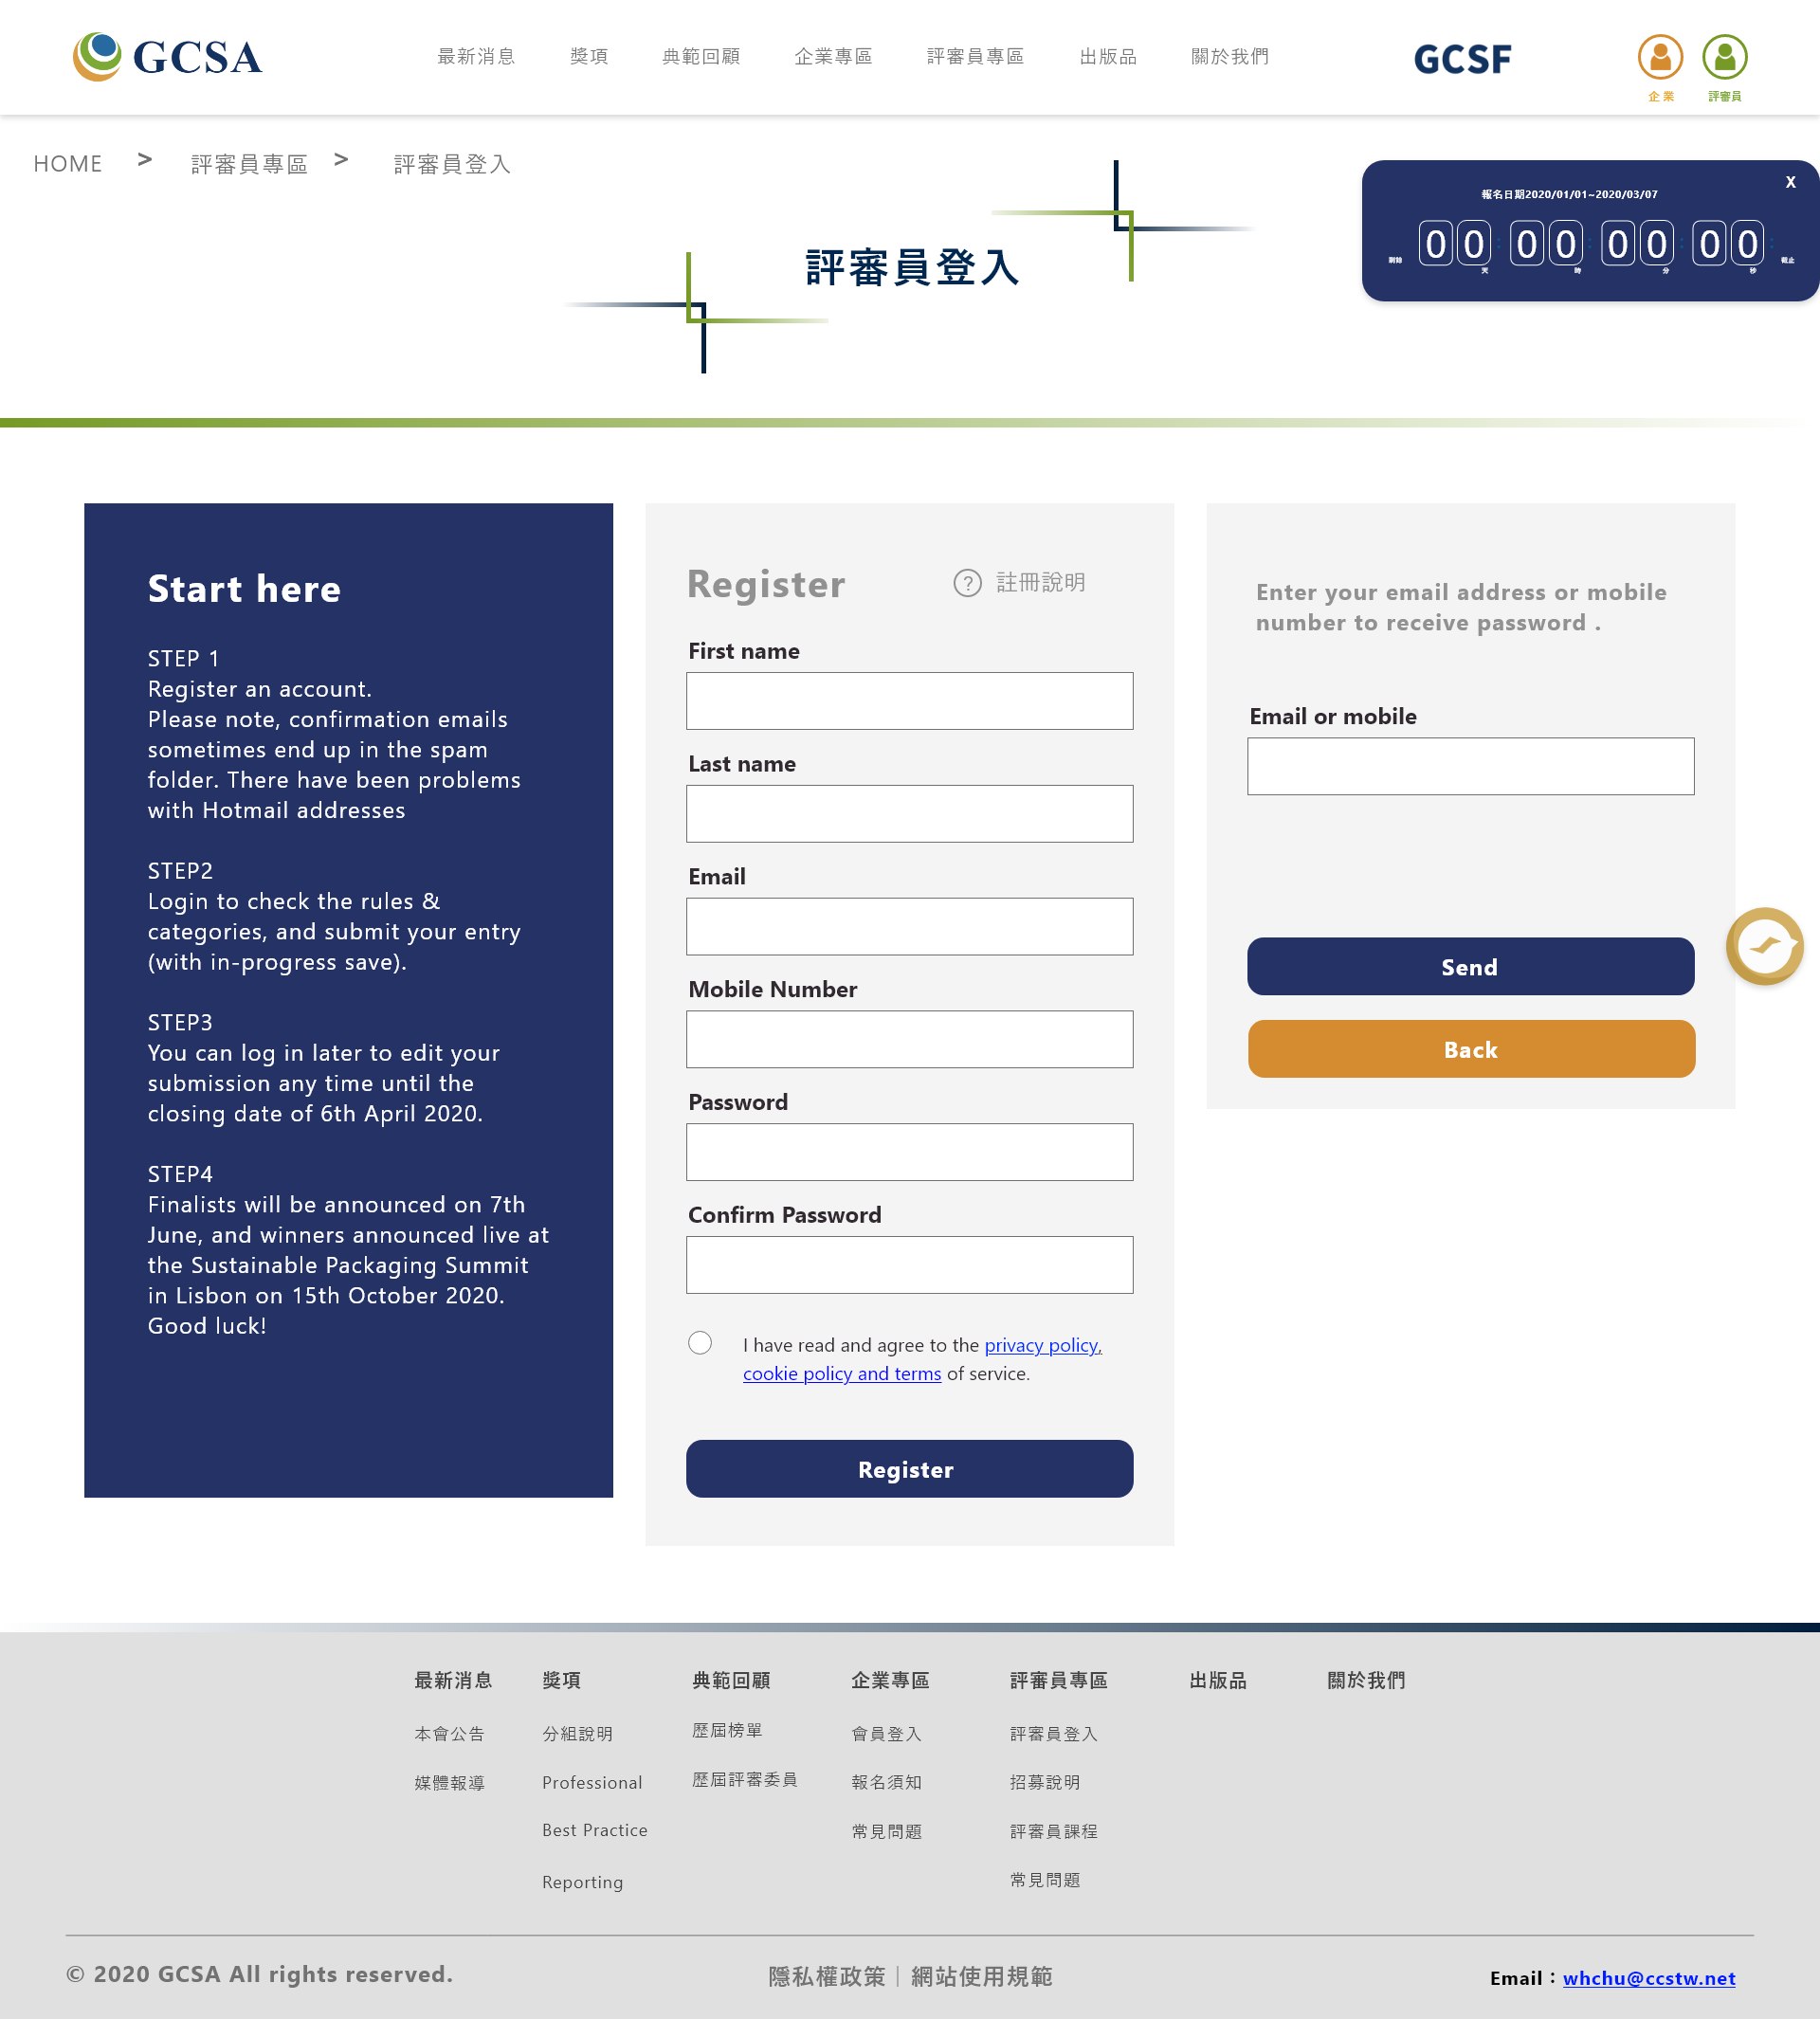 GCSA
最新消息 獎項 典範回顧 企業專區 評審員專區 出版品 關於我們
GCSF
企 業 評審員
HOME > 評審員專區 > 評審員登入
X
報名日期2020/01/01~2020/03/07
00 : 00 : 00 : 00 :
天 時 分 秒 截止
評審員登入
Start here
STEP 1
Register an account.
Please note, confirmation emails
sometimes end up in the spam
folder. There have been problems
with Hotmail addresses
STEP2
Login to check the rules &
categories, and submit your entry
(with in-progress save).
STEP3
You can log in later to edit your
submission any time until the
closing date of 6th April 2020.
STEP4
Finalists will be announced on 7th
June, and winners announced live at
the Sustainable Packaging Summit
in Lisbon on 15th October 2020.
Good luck!
Register
? 註冊說明
First name
Last name
Email
Mobile Number
Password
Confirm Password
I have read and agree to the privacy policy,
cookie policy and terms of service.
Register
Enter your email address or mobile
number to receive password .
Email or mobile
Send
Back
最新消息
本會公告
媒體報導
獎項
分組說明
Professional
Best Practice
Reporting
典範回顧
歷屆榜單
歷屆評審委員
企業專區
會員登入
報名須知
常見問題
評審員專區
評審員登入
招募說明
評審員課程
常見問題
出版品
關於我們
© 2020 GCSA All rights reserved.
隱私權政策｜網站使用規範
Email：whchu@ccstw.net